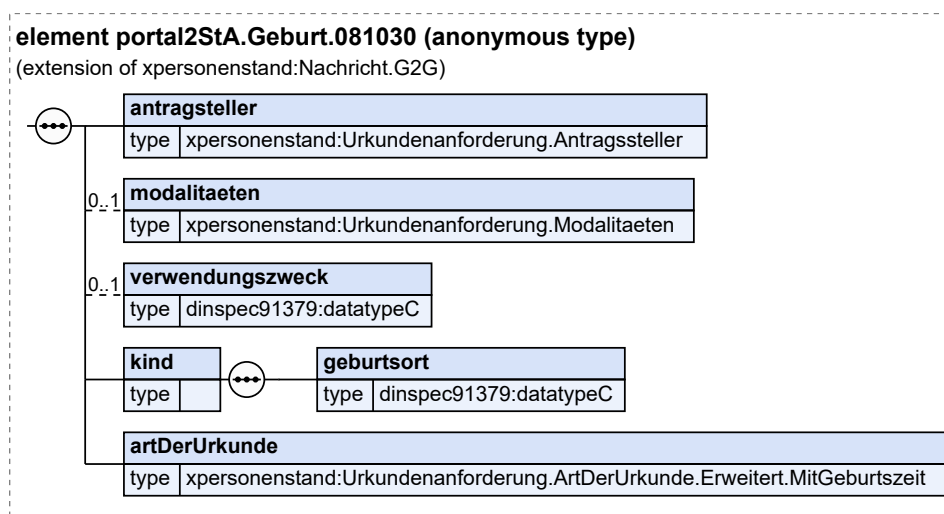 element portal2StA.Geburt.081030 (anonymous type)
(extension of xpersonenstand:Nachricht.G2G)
antragsteller
type xpersonenstand:Urkundenanforderung.Antragssteller
0..1 modalitaeten
type xpersonenstand:Urkundenanforderung.Modalitaeten
0..1 verwendungszweck
type dinspec91379:datatypeC
kind geburtsort
type type dinspec91379:datatypeC
artDerUrkunde
type xpersonenstand:Urkundenanforderung.ArtDerUrkunde.Erweitert.MitGeburtszeit